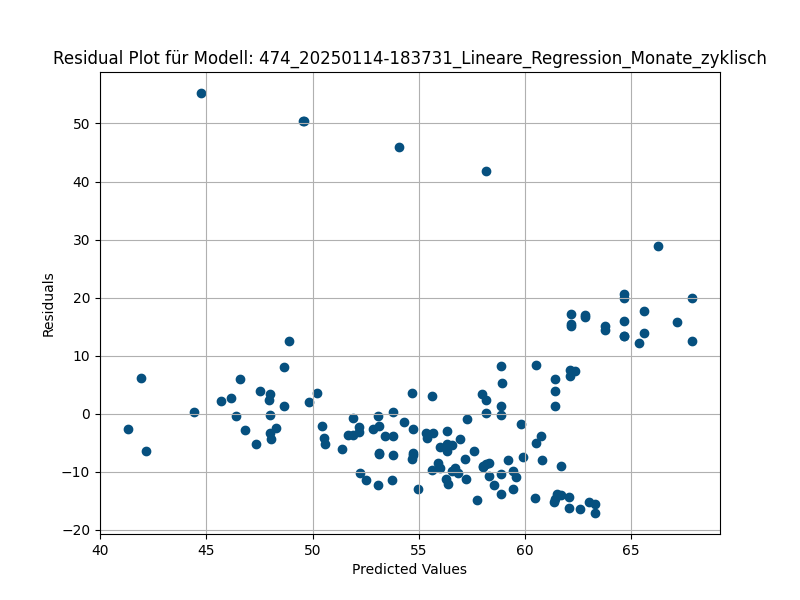 Residual Plot für Modell: 474_20250114-183731_Lineare_Regression_Monate_zyklisch
50
40
30
20
10
0
−10
−20
Residuals
40 45 50 55 60 65
Predicted Values